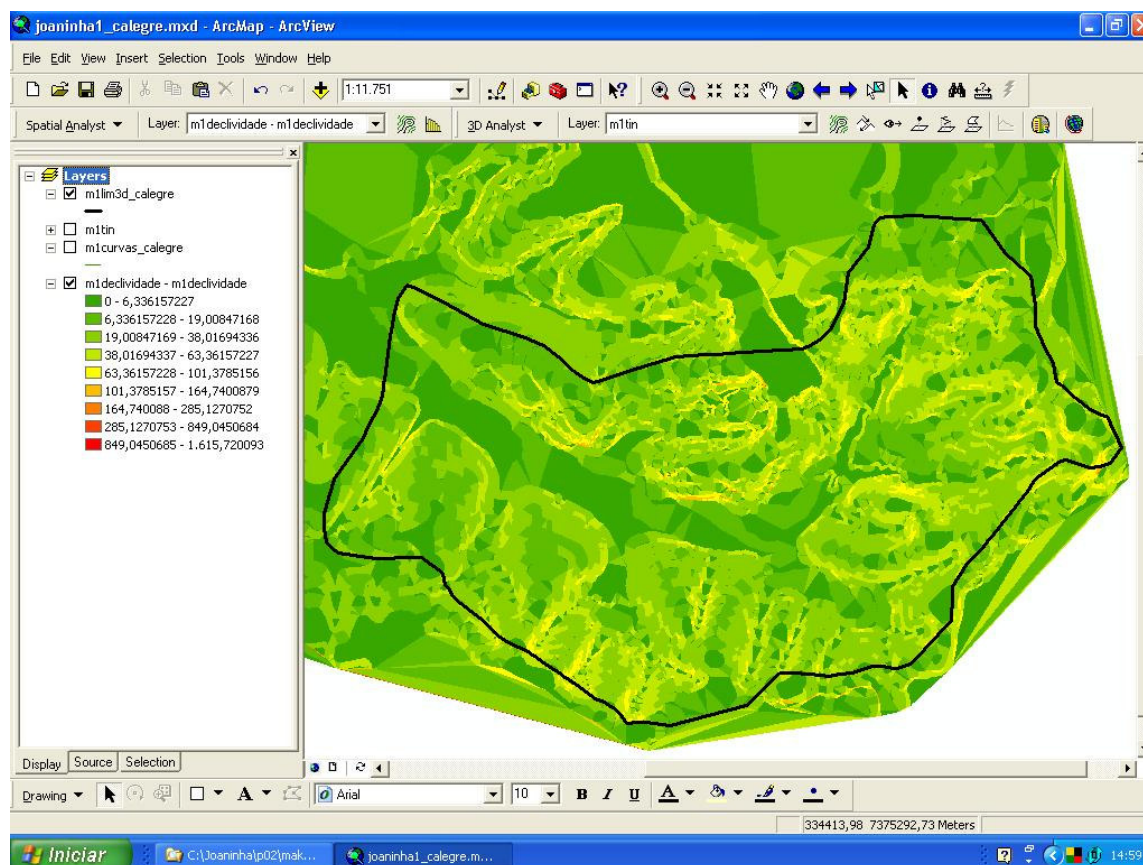 joaninha1_calegre.mxd - ArcMap - ArcView
File Edit View Insert Selection Tools Window Help
1:11.751
Spatial Analyst Layer: m1declividade - m1declividade 3D Analyst Layer: m1tin
Layers
m1lim3d_calegre
m1tin
m1curvas_calegre
m1declividade - m1declividade
0 - 6,336157227
6,336157228 - 19,00847168
19,00847169 - 38,01694336
38,01694337 - 63,36157227
63,36157228 - 101,3785156
101,3785157 - 164,7400879
164,740088 - 285,1270752
285,1270753 - 849,0450684
849,0450685 - 1.615,720093
Display Source Selection
Drawing A Arial 10 B I U A
334413,98 7375292,73 Meters
Iniciar C:\Joaninha\p02\mak... joaninha1_calegre.m... 14:59